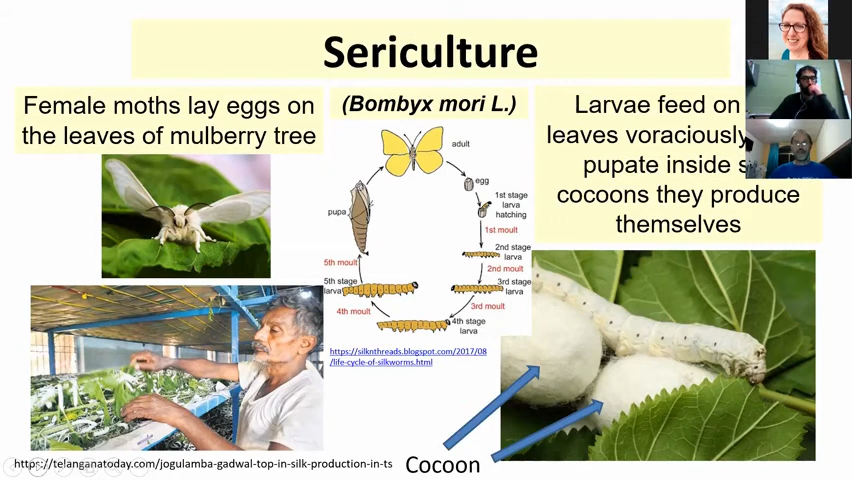 Sericulture
Female moths lay eggs on
the leaves of mulberry tree
(Bombyx mori L.)
adult
egg
1st stage
larva
hatching
1st moult
2nd stage
larva
2nd moult
3rd stage
larva
3rd moult
4th stage
larva
4th moult
5th stage
larva
5th moult
pupa
https://silknthreads.blogspot.com/2017/08
/life-cycle-of-silkworms.html
Larvae feed on
leaves voraciously
pupate inside s
cocoons they produce
themselves
https://telanganatoday.com/jogulamba-gadwal-top-in-silk-production-in-ts
Cocoon